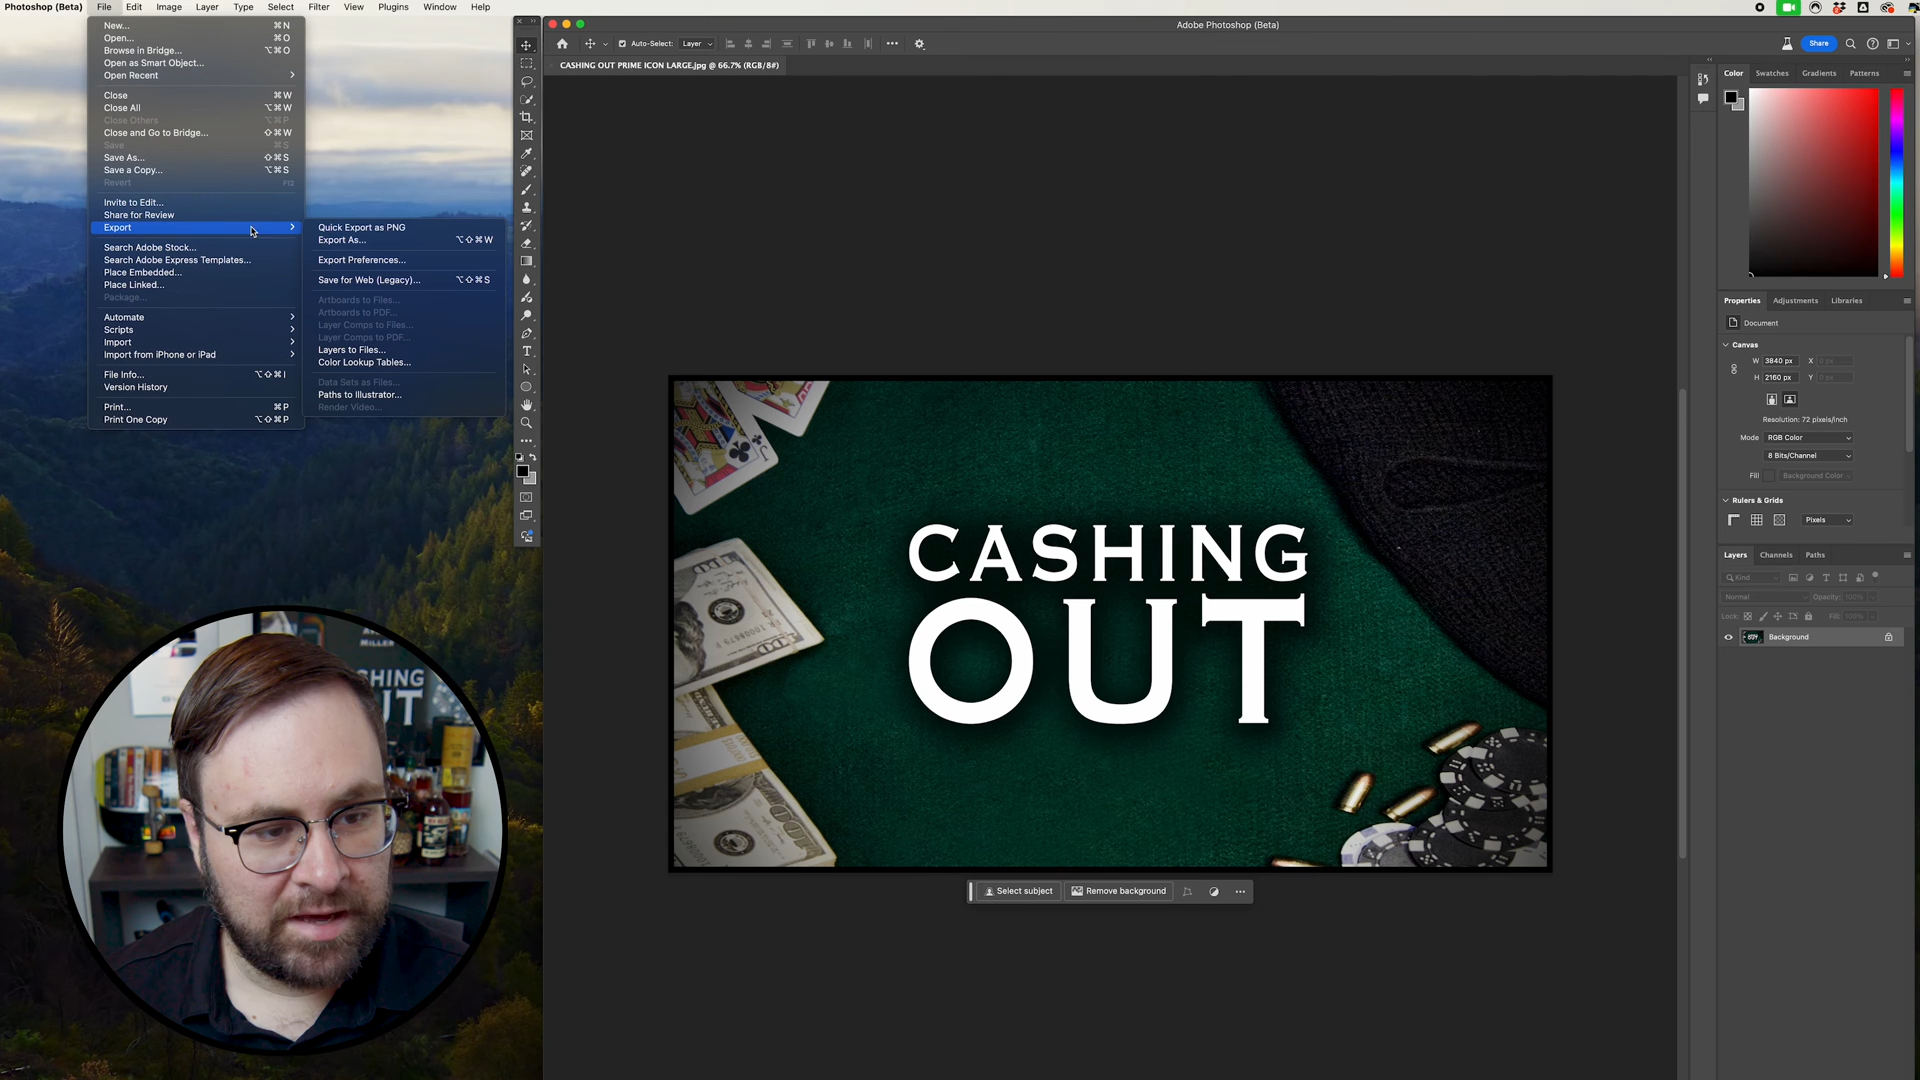 Photoshop (Beta) File Edit Image Layer Type Select Filter View Plugins Window Help
Adobe Photoshop (Beta)
New... ⌘N
Open... ⌘O
Browse in Bridge... ⌥⌘O
Open as Smart Object...
Open Recent
Close ⌘W
Close All ⌥⌘W
Close Others ⌥⌘P
Close and Go to Bridge... ⇧⌘W
Save ⌘S
Save As... ⇧⌘S
Save a Copy... ⌥⌘S
Revert F12
Invite to Edit...
Share for Review
Export
Search Adobe Stock...
Search Adobe Express Templates...
Place Embedded...
Place Linked...
Package...
Automate
Scripts
Import
Import from iPhone or iPad
File Info... ⌥⇧⌘I
Version History
Print... ⌘P
Print One Copy ⌥⇧⌘P
Quick Export as PNG
Export As... ⌥⇧⌘W
Export Preferences...
Save for Web (Legacy)... ⌥⇧⌘S
Artboards to Files...
Artboards to PDF...
Layer Comps to Files...
Layer Comps to PDF...
Layers to Files...
Color Lookup Tables...
Data Sets as Files...
Paths to Illustrator...
Render Video...
Auto-Select: Layer
Share
CASHING OUT PRIME ICON LARGE.jpg @ 66.7% (RGB/8#)
CASHING
OUT
Select subject Remove background
Color Swatches Gradients Patterns
Properties Adjustments Libraries
Document
Canvas
W 3840 px X 0 px
H 2160 px Y 0 px
Resolution: 72 pixels/inch
Mode RGB Color
8 Bits/Channel
Fill Background Color
Rulers & Grids
Pixels
Layers Channels Paths
Kind
Normal Opacity: 100%
Lock: Fill: 100%
Background
MILLER